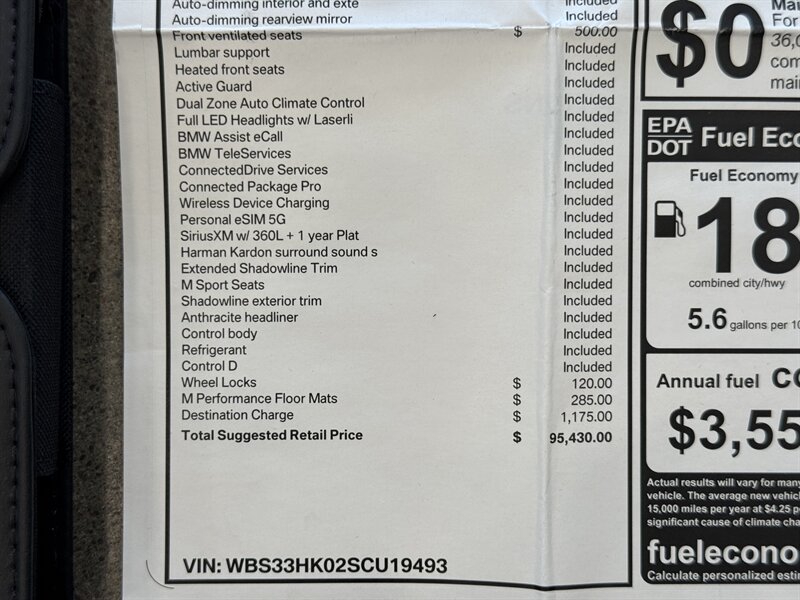 Auto-dimming interior and exte Included
Auto-dimming rearview mirror Included
Front ventilated seats $ 500.00
Lumbar support Included
Heated front seats Included
Active Guard Included
Dual Zone Auto Climate Control Included
Full LED Headlights w/ Laserli Included
BMW Assist eCall Included
BMW TeleServices Included
ConnectedDrive Services Included
Connected Package Pro Included
Wireless Device Charging Included
Personal eSIM 5G Included
SiriusXM w/ 360L + 1 year Plat Included
Harman Kardon surround sound s Included
Extended Shadowline Trim Included
M Sport Seats Included
Shadowline exterior trim Included
Anthracite headliner Included
Control body Included
Refrigerant Included
Control D Included
Wheel Locks $ 120.00
M Performance Floor Mats $ 285.00
Destination Charge $ 1,175.00
Total Suggested Retail Price $ 95,430.00
VIN: WBS33HK02SCU19493
$0
Mai
For
36,0
com
mai
EPA
DOT Fuel Eco
Fuel Economy
18
combined city/hwy
5.6 gallons per 10
Annual fuel CO
$3,55
Actual results will vary for many
vehicle. The average new vehicl
15,000 miles per year at $4.25 p
significant cause of climate cha
fuelecono
Calculate personalized esti